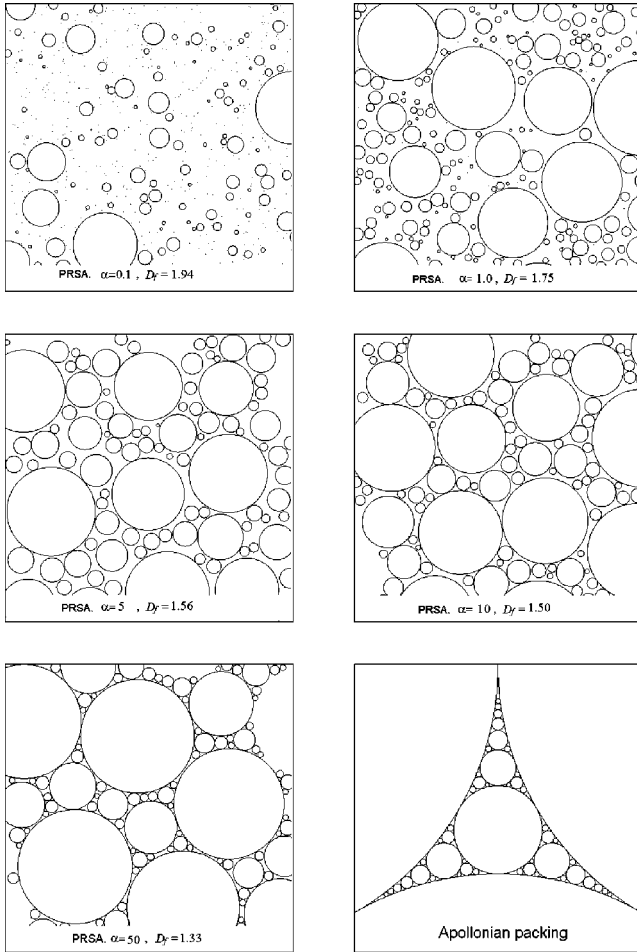 PRSA. α=0.1 , Df = 1.94
PRSA. α= 1.0 , Df = 1.75
PRSA. α= 5 , Df =1.56
PRSA. α= 10 , Df =1.50
PRSA. α=50 , Df =1.33
Apollonian packing